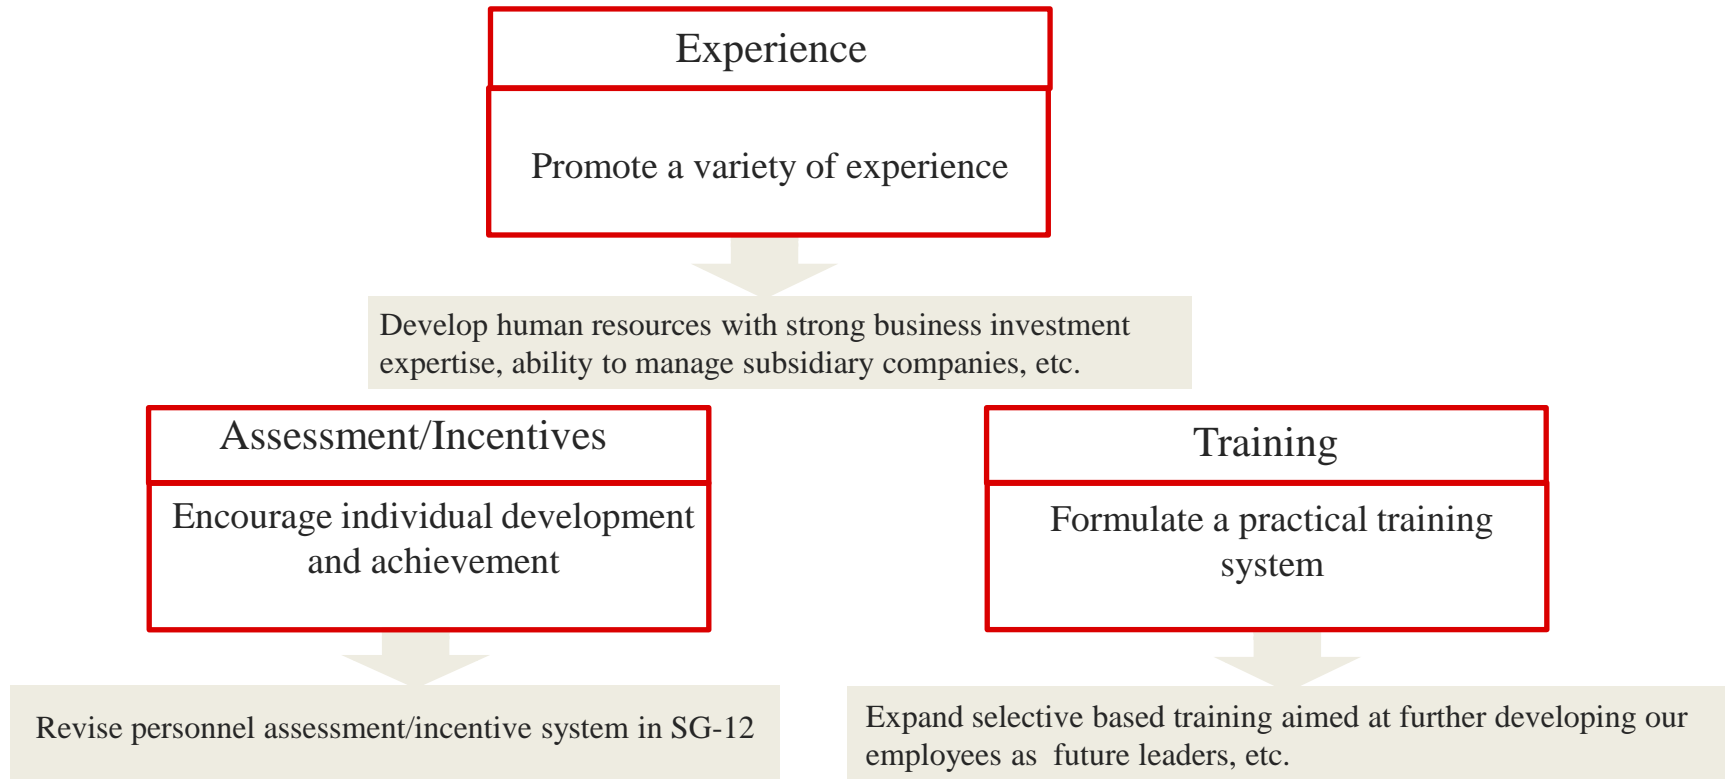 Experience
Promote a variety of experience
Develop human resources with strong business investment
expertise, ability to manage subsidiary companies, etc.
Assessment/Incentives
Encourage individual development
and achievement
Revise personnel assessment/incentive system in SG-12
Training
Formulate a practical training
system
Expand selective based training aimed at further developing our
employees as  future leaders, etc.